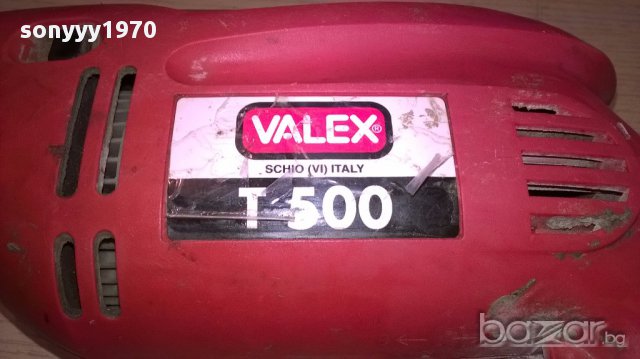 sonyyy1970
VALEX®
SCHIO (VI) ITALY
T 500
bazar.bg